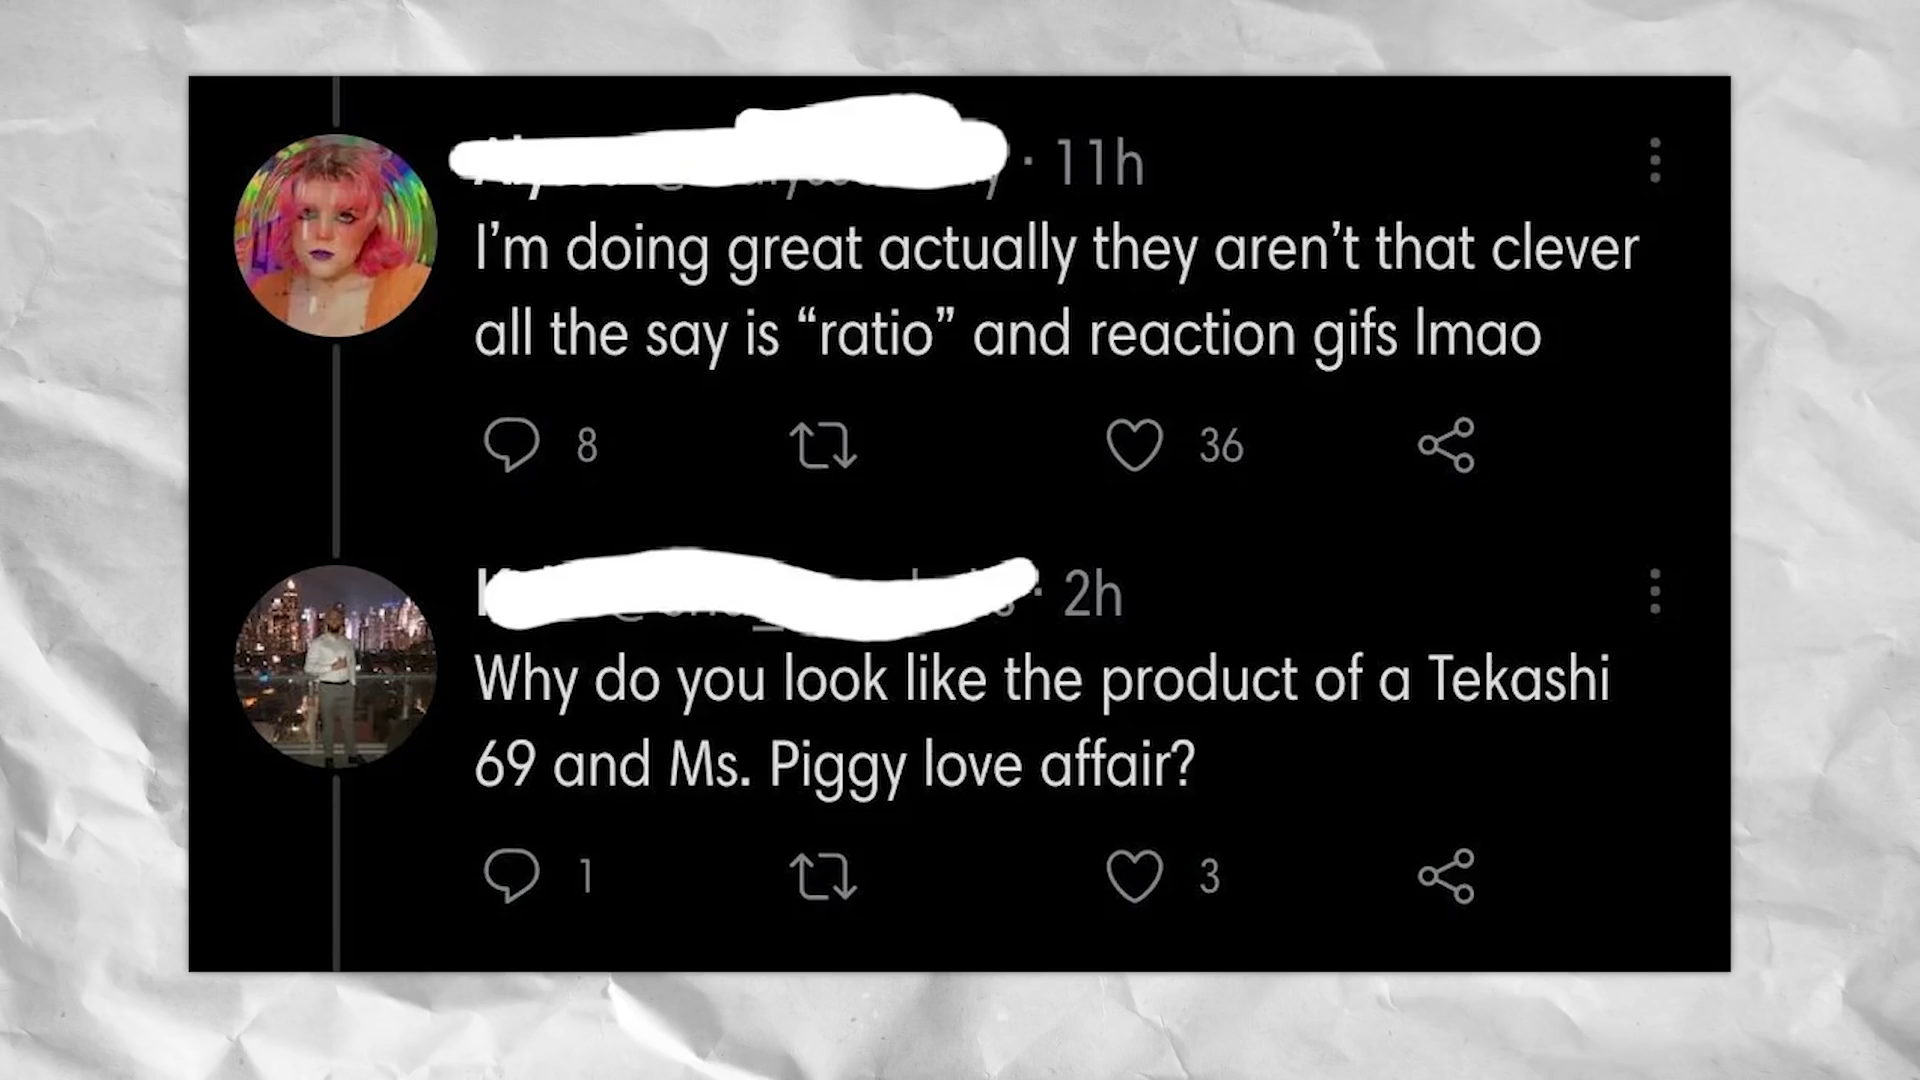 · 11h
I’m doing great actually they aren’t that clever
all the say is “ratio” and reaction gifs lmao
8 36
· 2h
Why do you look like the product of a Tekashi
69 and Ms. Piggy love affair?
1 3